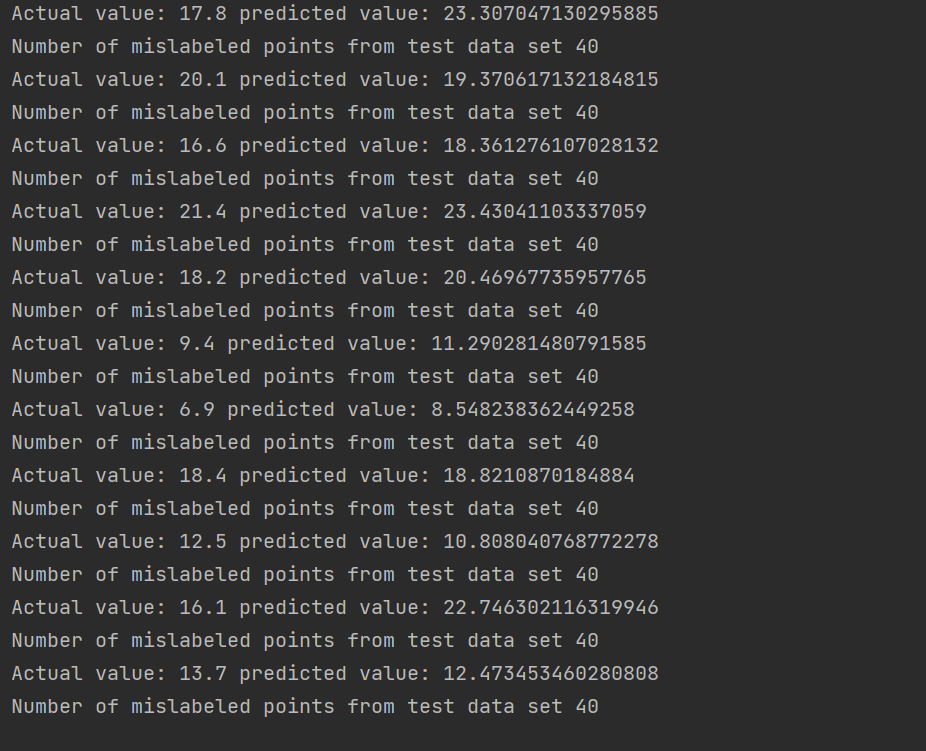 Actual value: 17.8 predicted value: 23.307047130295885
Number of mislabeled points from test data set 40
Actual value: 20.1 predicted value: 19.370617132184815
Number of mislabeled points from test data set 40
Actual value: 16.6 predicted value: 18.361276107028132
Number of mislabeled points from test data set 40
Actual value: 21.4 predicted value: 23.43041103337059
Number of mislabeled points from test data set 40
Actual value: 18.2 predicted value: 20.46967735957765
Number of mislabeled points from test data set 40
Actual value: 9.4 predicted value: 11.290281480791585
Number of mislabeled points from test data set 40
Actual value: 6.9 predicted value: 8.548238362449258
Number of mislabeled points from test data set 40
Actual value: 18.4 predicted value: 18.8210870184884
Number of mislabeled points from test data set 40
Actual value: 12.5 predicted value: 10.808040768772278
Number of mislabeled points from test data set 40
Actual value: 16.1 predicted value: 22.746302116319946
Number of mislabeled points from test data set 40
Actual value: 13.7 predicted value: 12.473453460280808
Number of mislabeled points from test data set 40